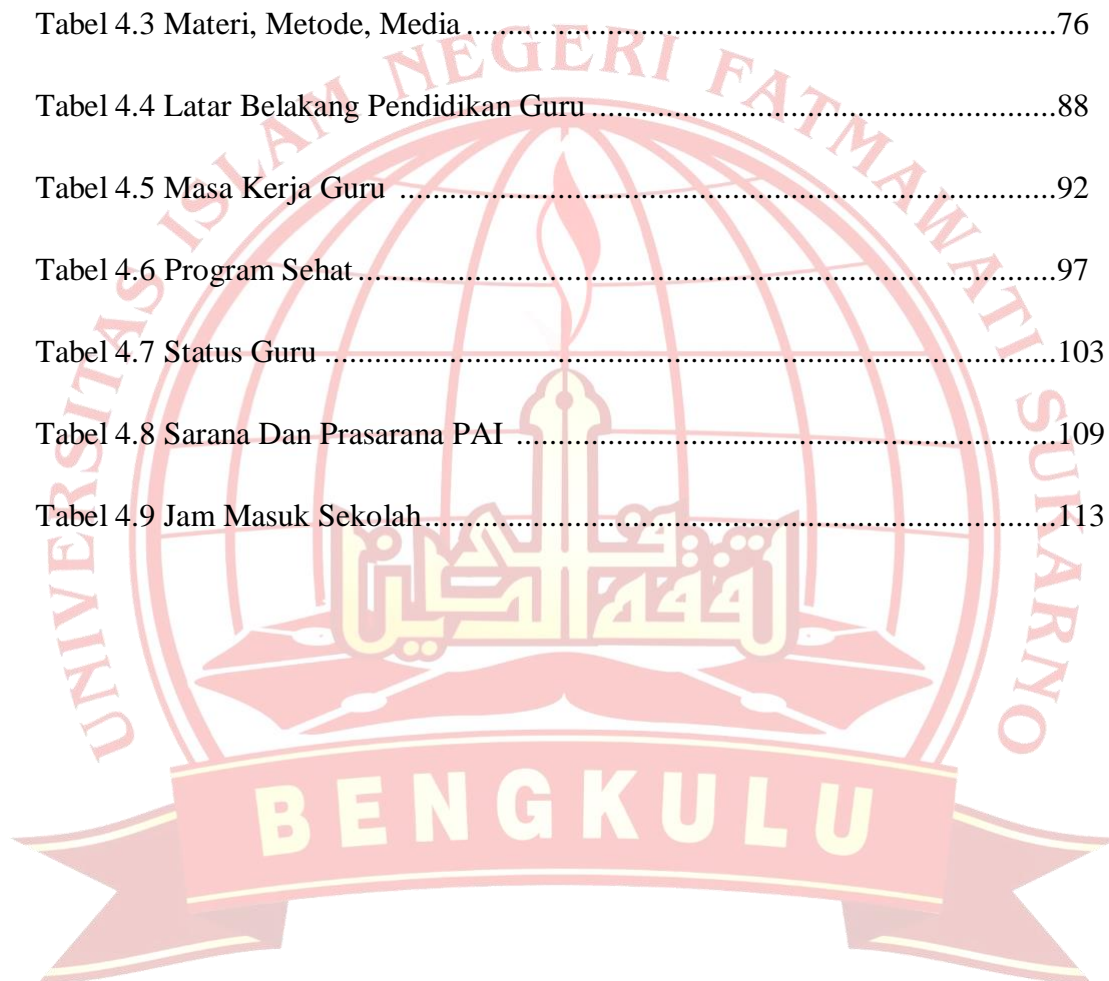 Tabel 4.3 Materi, Metode, Media ........................................................................76
Tabel 4.4 Latar Belakang Pendidikan Guru .........................................................88
Tabel 4.5 Masa Kerja Guru ................................................................................92
Tabel 4.6 Program Sehat .....................................................................................97
Tabel 4.7 Status Guru .........................................................................................103
Tabel 4.8 Sarana Dan Prasarana PAI ...................................................................109
Tabel 4.9 Jam Masuk Sekolah.............................................................................113
UNIVERSITAS ISLAM NEGERI FATMAWATI SUKARNO
BENGKULU